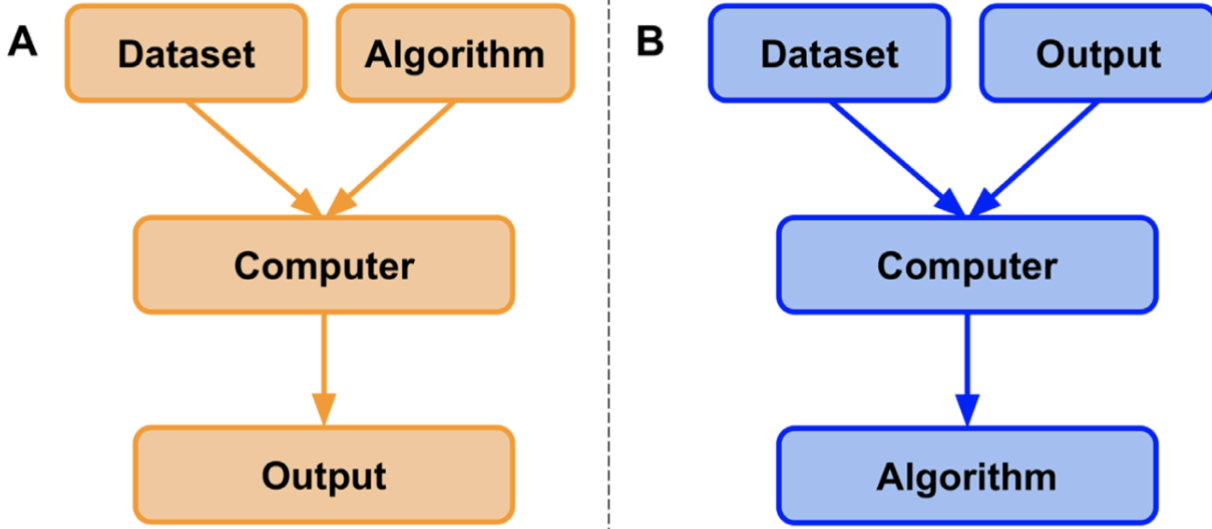 A
Dataset
Algorithm
Computer
Output
B
Dataset
Output
Computer
Algorithm